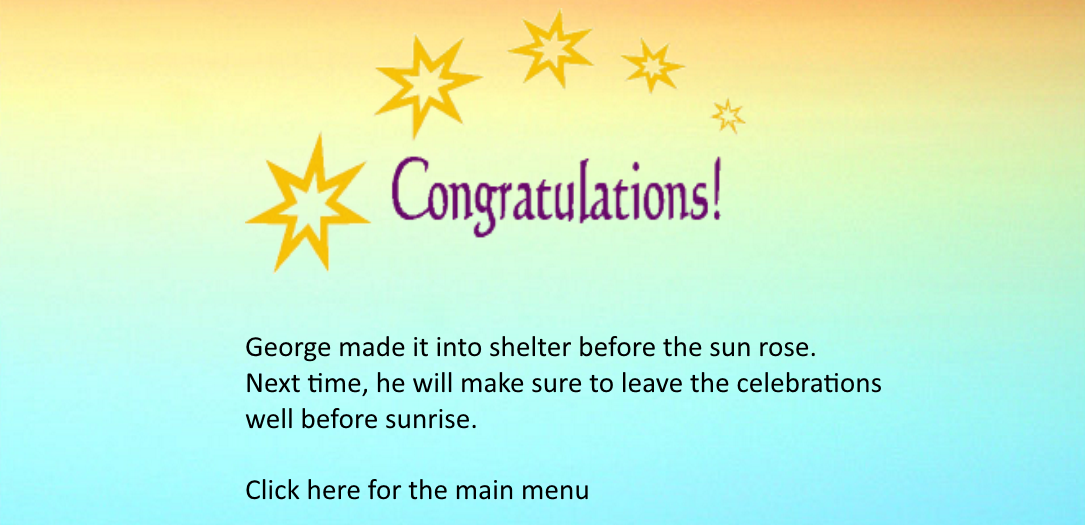 Congratulations!
George made it into shelter before the sun rose.
Next time, he will make sure to leave the celebrations
well before sunrise.
Click here for the main menu